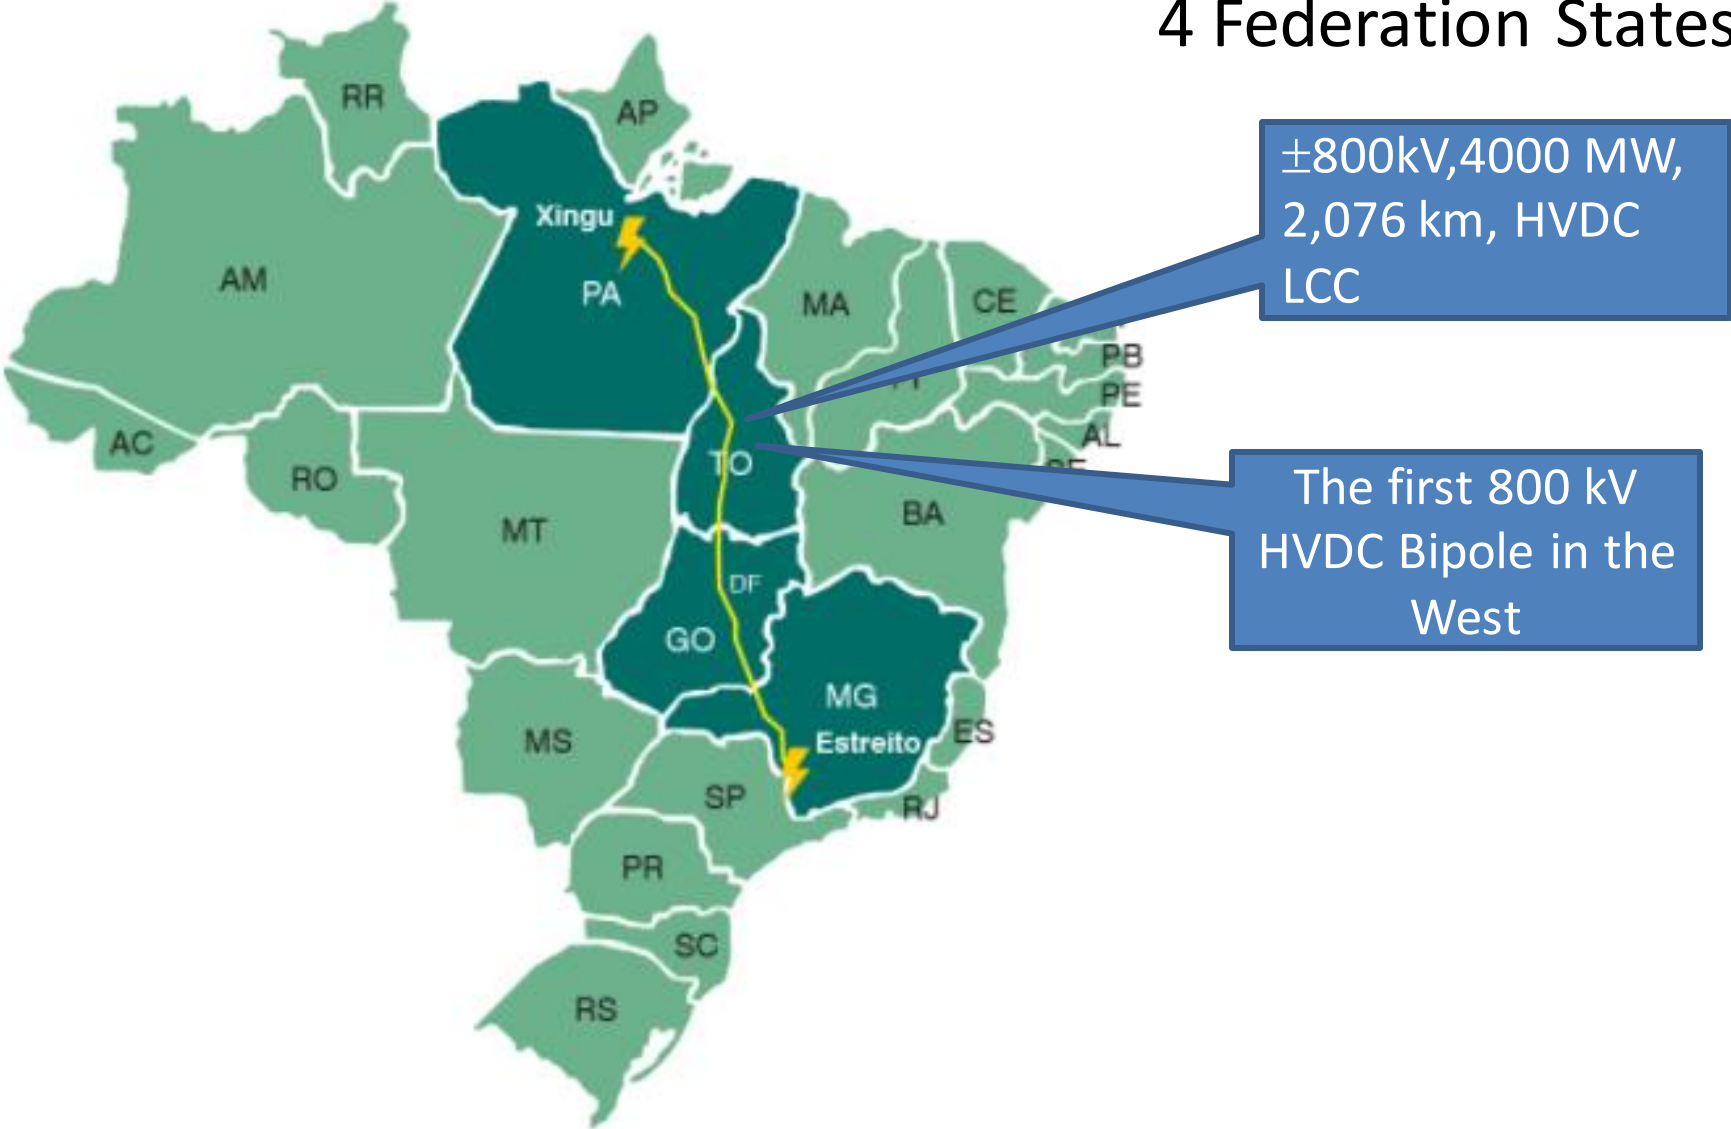 4 Federation States
RR
AP
±800kV,4000 MW,
2,076 km, HVDC
LCC
Xingu
AM
PA
MA
CE
PB
PE
AC
AL
RO
TO
The first 800 kV
HVDC Bipole in the
West
BA
MT
DF
GO
MG
MS
Estreito
ES
SP
RJ
PR
SC
RS